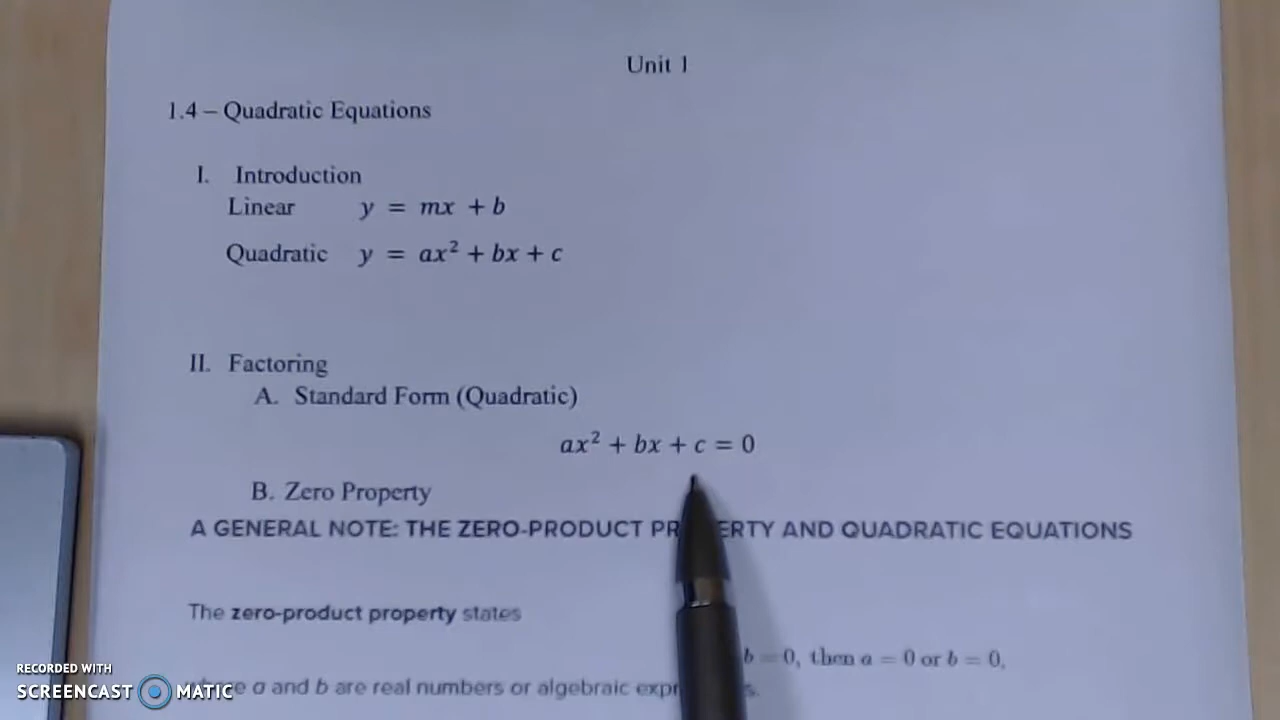 Unit 1
1.4 – Quadratic Equations
I. Introduction
Linear y = mx + b
Quadratic y = ax² + bx + c
II. Factoring
A. Standard Form (Quadratic)
ax² + bx + c = 0
B. Zero Property
A GENERAL NOTE: THE ZERO-PRODUCT PR ERTY AND QUADRATIC EQUATIONS
The zero-product property states
b = 0, then a = 0 or b = 0,
a and b are real numbers or algebraic
RECORDED WITH
SCREENCAST MATIC